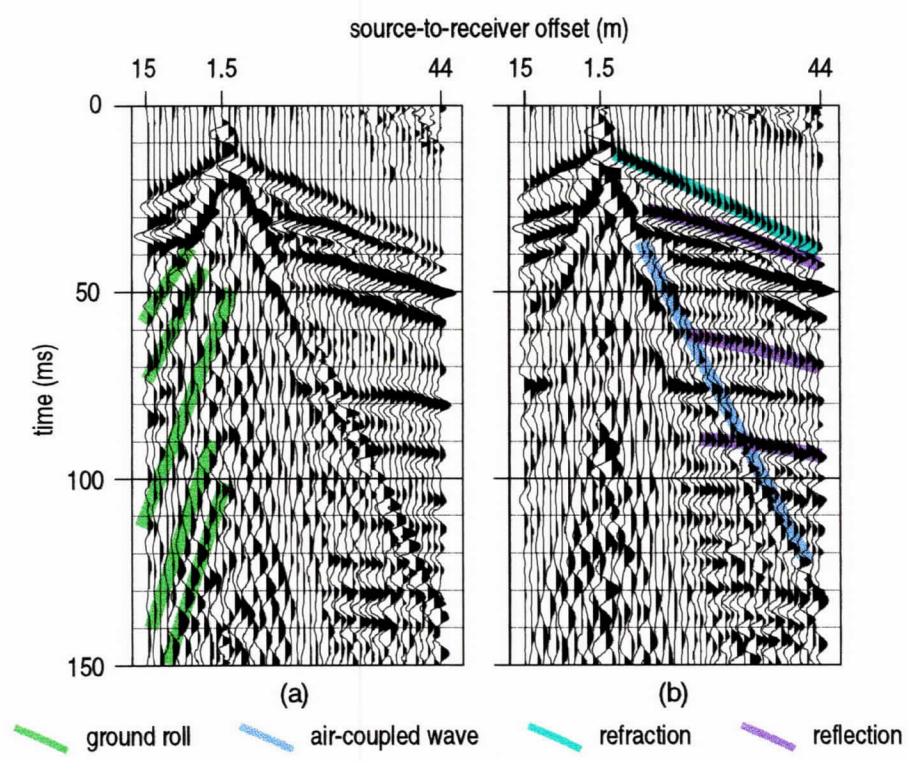 source-to-receiver offset (m)
15 1.5 44 15 1.5 44
0
50
100
150
time (ms)
(a) (b)
ground roll air-coupled wave refraction reflection